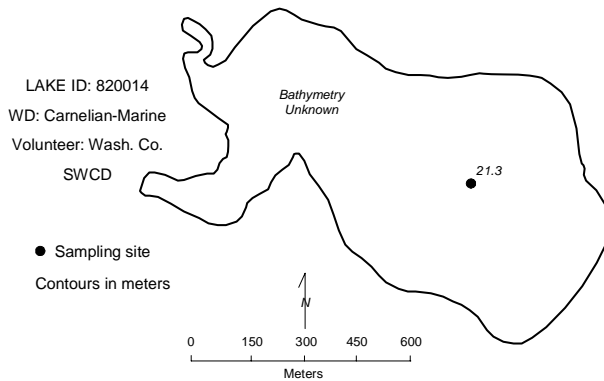 LAKE ID: 820014
WD: Carnelian-Marine
Volunteer: Wash. Co.
SWCD
Bathymetry
Unknown
21.3
Sampling site
Contours in meters
N
0 150 300 450 600
Meters